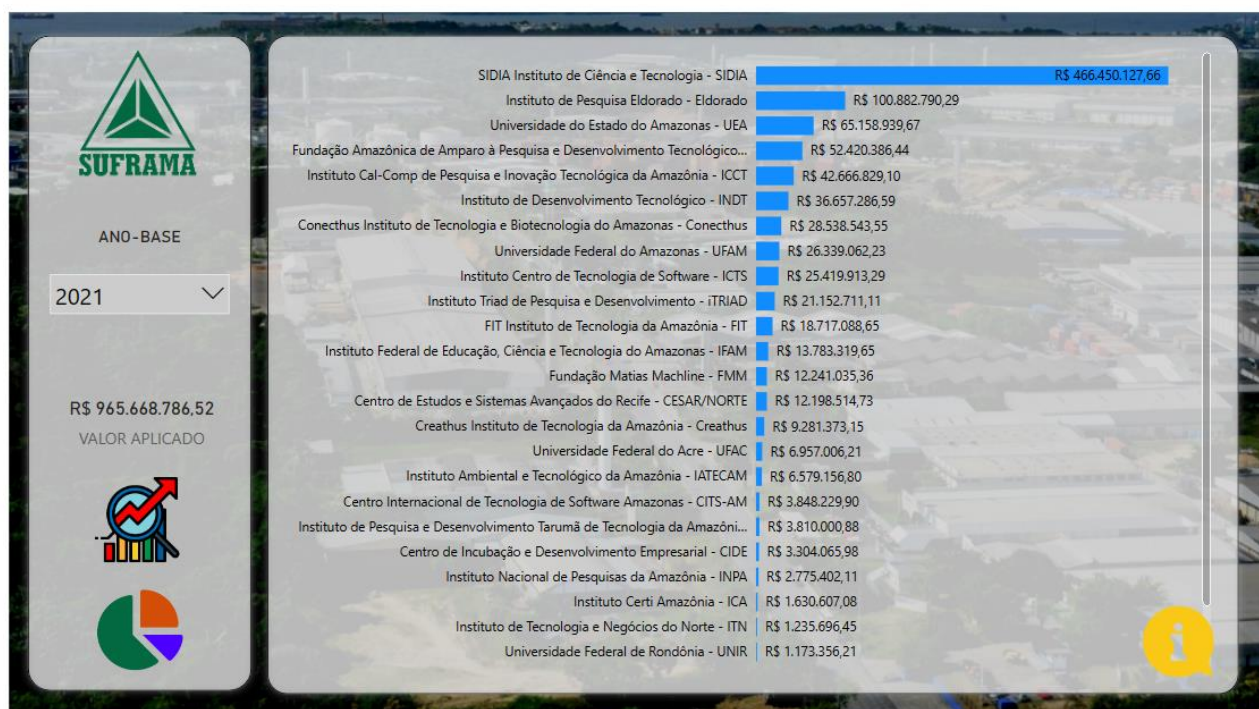 SUFRAMA
ANO-BASE
2021
R$ 965.668.786,52
VALOR APLICADO
SIDIA Instituto de Ciência e Tecnologia - SIDIA R$ 466.450.127,66
Instituto de Pesquisa Eldorado - Eldorado R$ 100.882.790,29
Universidade do Estado do Amazonas - UEA R$ 65.158.939,67
Fundação Amazônica de Amparo à Pesquisa e Desenvolvimento Tecnológico... R$ 52.420.386,44
Instituto Cal-Comp de Pesquisa e Inovação Tecnológica da Amazônia - ICCT R$ 42.666.829,10
Instituto de Desenvolvimento Tecnológico - INDT R$ 36.657.286,59
Conecthus Instituto de Tecnologia e Biotecnologia do Amazonas - Conecthus R$ 28.538.543,55
Universidade Federal do Amazonas - UFAM R$ 26.339.062,23
Instituto Centro de Tecnologia de Software - ICTS R$ 25.419.913,29
Instituto Triad de Pesquisa e Desenvolvimento - iTRIAD R$ 21.152.711,11
FIT Instituto de Tecnologia da Amazônia - FIT R$ 18.717.088,65
Instituto Federal de Educação, Ciência e Tecnologia do Amazonas - IFAM R$ 13.783.319,65
Fundação Matias Machline - FMM R$ 12.241.035,36
Centro de Estudos e Sistemas Avançados do Recife - CESAR/NORTE R$ 12.198.514,73
Creathus Instituto de Tecnologia da Amazônia - Creathus R$ 9.281.373,15
Universidade Federal do Acre - UFAC R$ 6.957.006,21
Instituto Ambiental e Tecnológico da Amazônia - IATECAM R$ 6.579.156,80
Centro Internacional de Tecnologia de Software Amazonas - CITS-AM R$ 3.848.229,90
Instituto de Pesquisa e Desenvolvimento Tarumã de Tecnologia da Amazôni... R$ 3.810.000,88
Centro de Incubação e Desenvolvimento Empresarial - CIDE R$ 3.304.065,98
Instituto Nacional de Pesquisas da Amazônia - INPA R$ 2.775.402,11
Instituto Certi Amazônia - ICA R$ 1.630.607,08
Instituto de Tecnologia e Negócios do Norte - ITN R$ 1.235.696,45
Universidade Federal de Rondônia - UNIR R$ 1.173.356,21